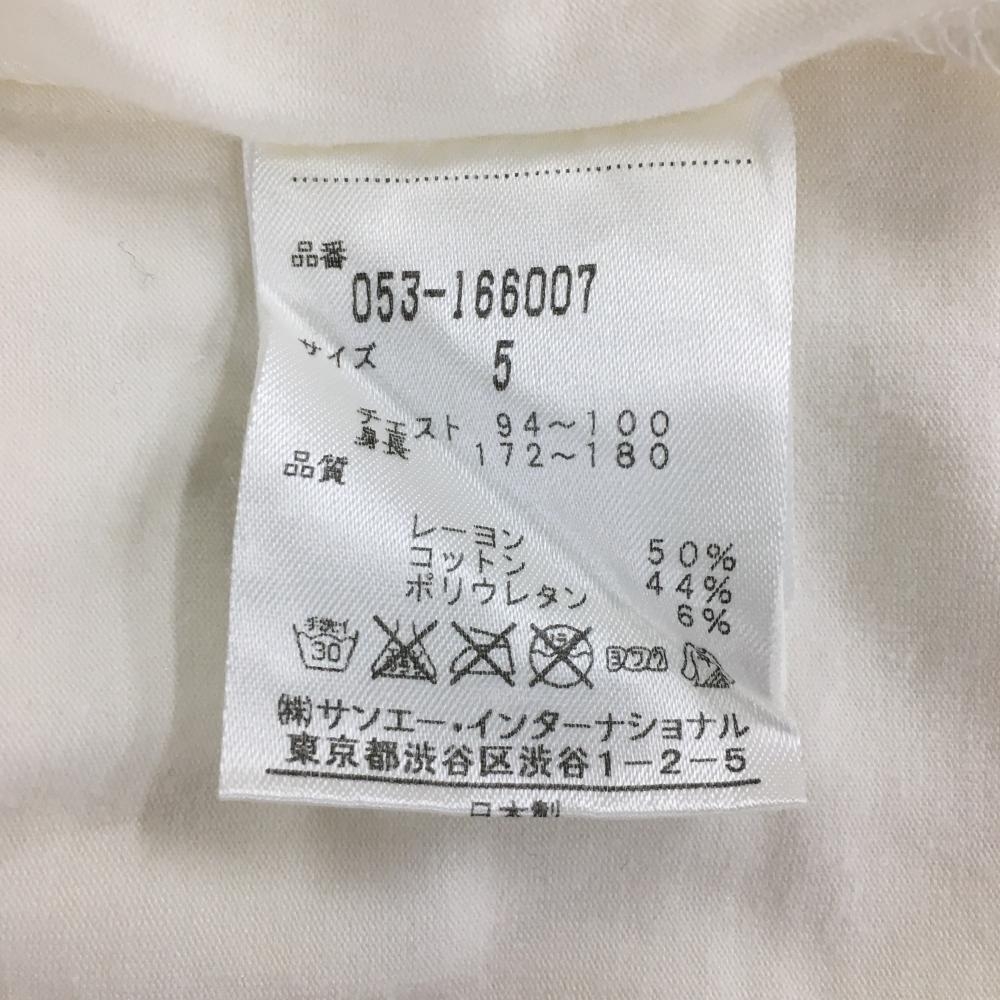 品番
053-166007
サイズ 5
チェスト 94～100
身長 172～180
品質
レーヨン 50%
コットン 44%
ポリウレタン 6%
手洗イ
30
ヨワク
(株)サンエー・インターナショナル
東京都渋谷区渋谷1-2-5
日本製